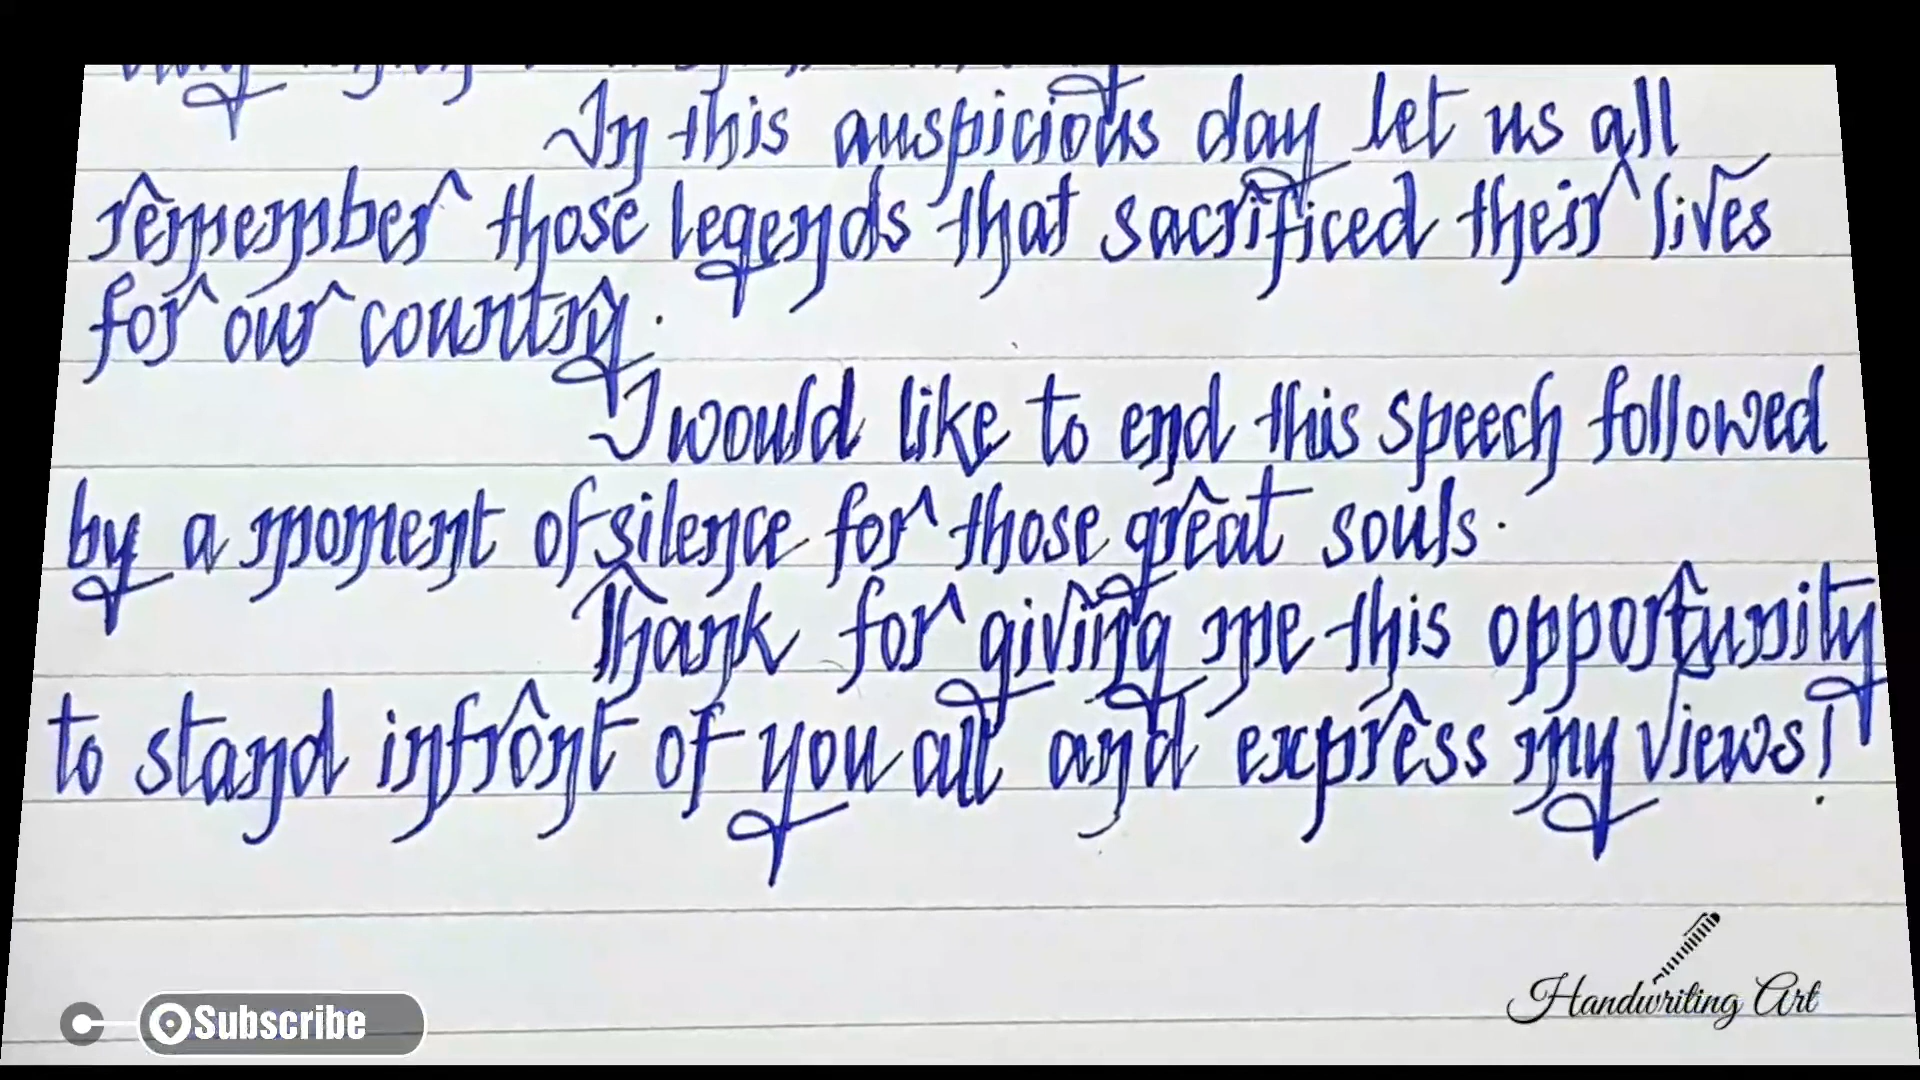 In this auspicious day let us all
remember those legends that sacrificed their lives
for our country.
I would like to end this speech followed
by a moment of silence for those great souls.
Thank for giving me this opportunity
to stand infront of you all and express my views!
Handwriting Art
Subscribe